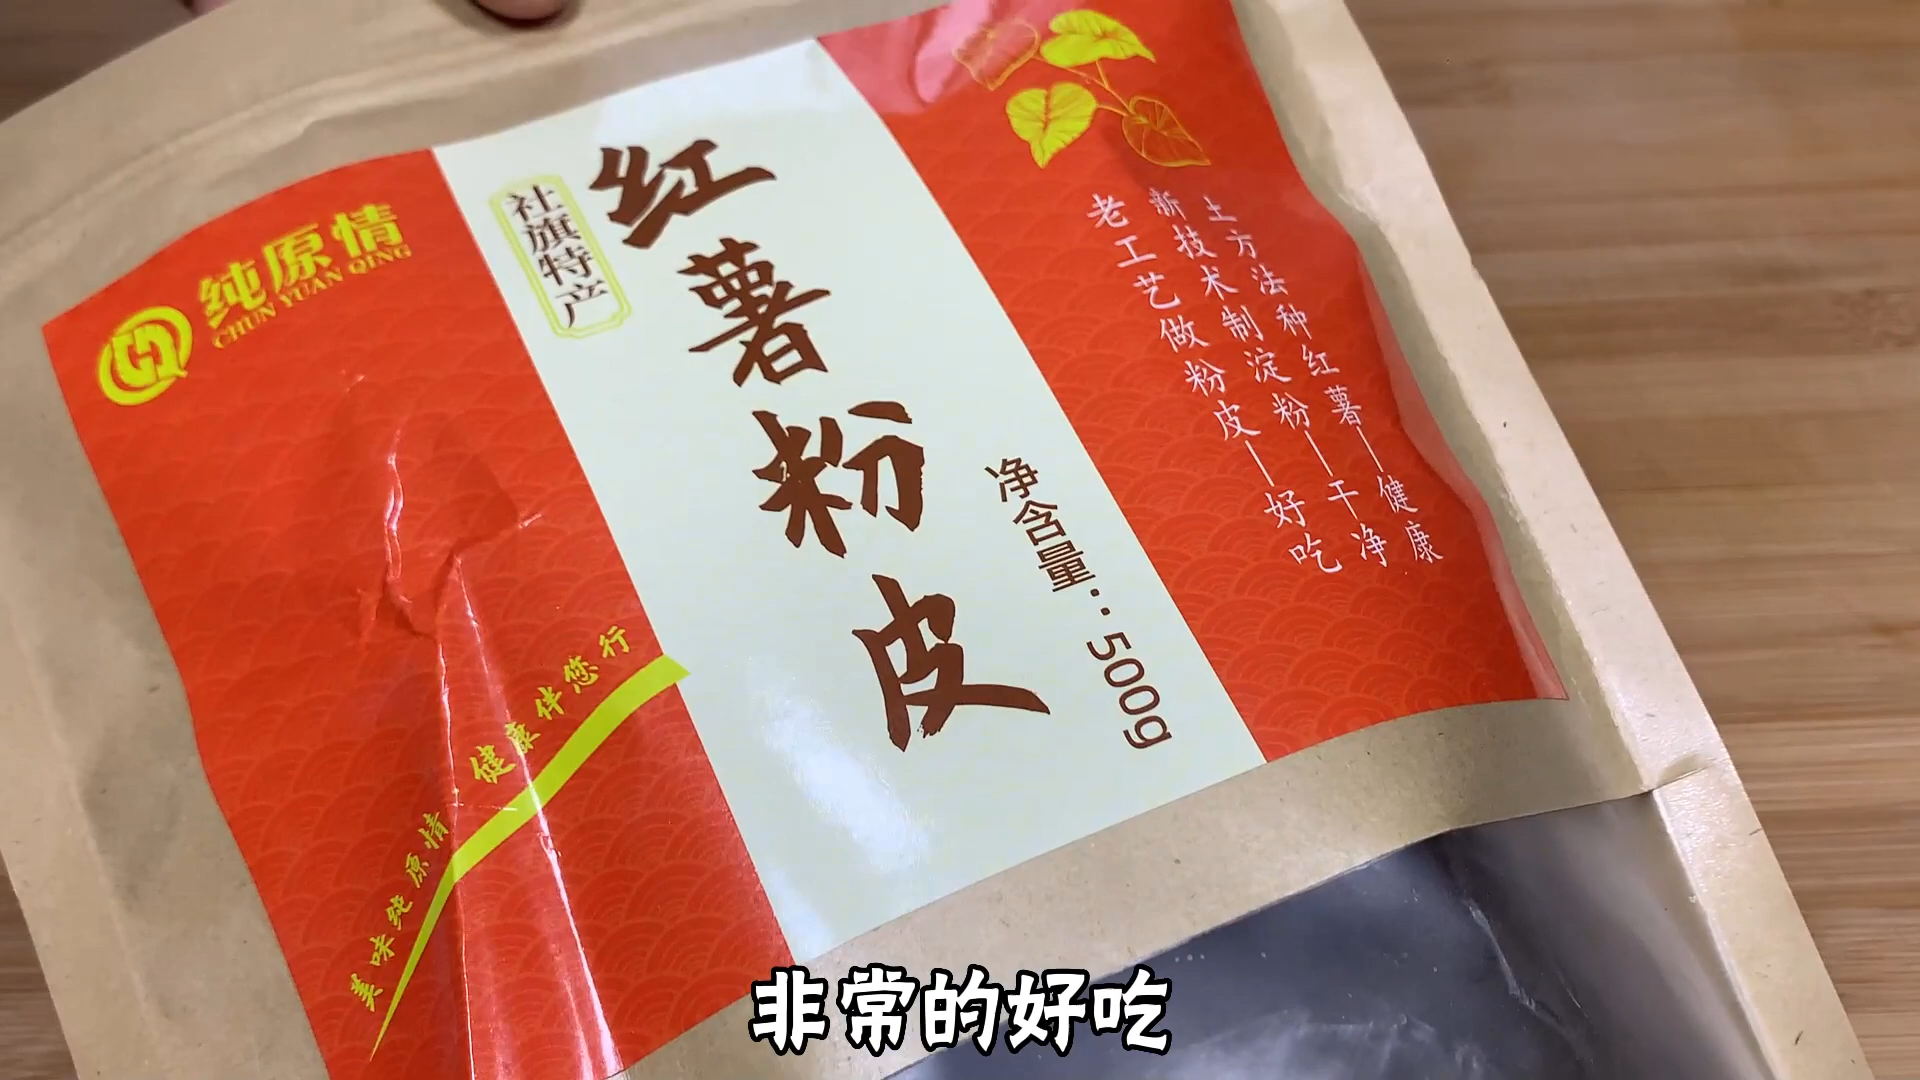 纯原情
CHUN YUAN QING
社旗特产
红薯粉皮
净含量：500g
土方法种红薯—健康
新技术制淀粉—干净
老工艺做粉皮—好吃
美味纯原情 健康伴您行
非常的好吃